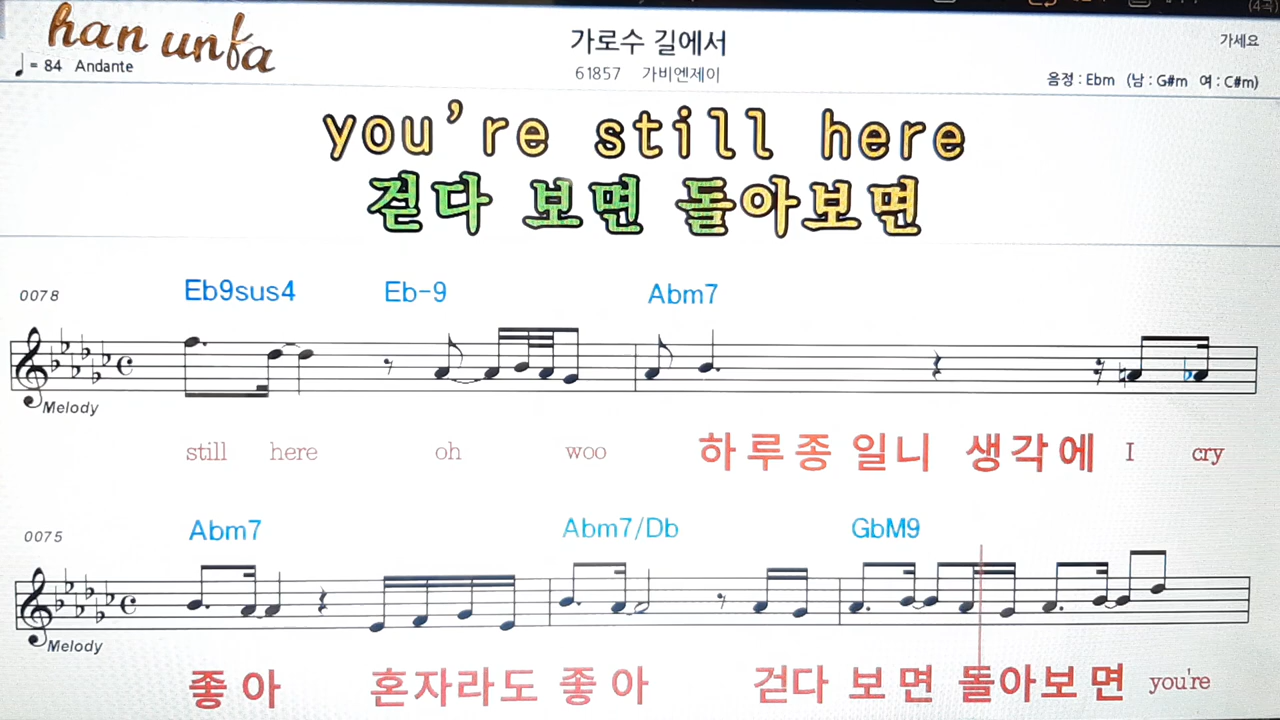 han unfa
♩= 84 Andante
가로수 길에서
61857 가비엔제이
가세요
음정 : Ebm (남 : G#m 여 : C#m)
you're still here
걷다 보면 돌아보면
0078 Eb9sus4 Eb-9 Abm7
Melody
still here oh woo 하루종 일니 생각에 I cry
0075 Abm7 Abm7/Db GbM9
Melody
좋아 혼자라도 좋아 걷다 보면 돌아보면 you're